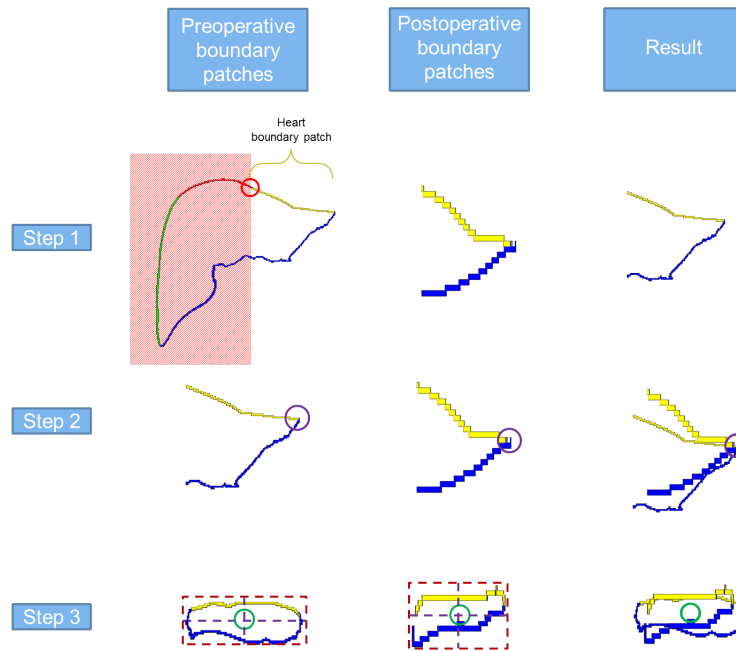 Preoperative
boundary
patches
Postoperative
boundary
patches
Result
Heart
boundary patch
Step 1
Step 2
Step 3